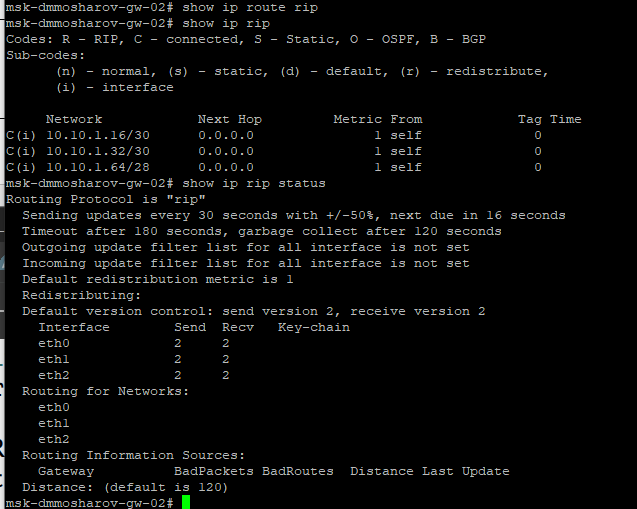 msk-dmmosharov-gw-02# show ip route rip
msk-dmmosharov-gw-02# show ip rip
Codes: R - RIP, C - connected, S - Static, O - OSPF, B - BGP
Sub-codes:
      (n) - normal, (s) - static, (d) - default, (r) - redistribute,
      (i) - interface

     Network            Next Hop         Metric From            Tag Time
C(i) 10.10.1.16/30      0.0.0.0               1 self              0
C(i) 10.10.1.32/30      0.0.0.0               1 self              0
C(i) 10.10.1.64/28      0.0.0.0               1 self              0
msk-dmmosharov-gw-02# show ip rip status
Routing Protocol is "rip"
  Sending updates every 30 seconds with +/-50%, next due in 16 seconds
  Timeout after 180 seconds, garbage collect after 120 seconds
  Outgoing update filter list for all interface is not set
  Incoming update filter list for all interface is not set
  Default redistribution metric is 1
  Redistributing:
  Default version control: send version 2, receive version 2
    Interface        Send  Recv   Key-chain
    eth0             2     2
    eth1             2     2
    eth2             2     2
  Routing for Networks:
    eth0
    eth1
    eth2
  Routing Information Sources:
    Gateway          BadPackets BadRoutes  Distance Last Update
  Distance: (default is 120)
msk-dmmosharov-gw-02#